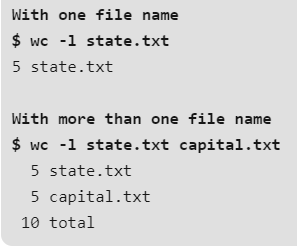 With one file name
$ wc -l state.txt
5 state.txt
With more than one file name
$ wc -l state.txt capital.txt
5 state.txt
5 capital.txt
10 total